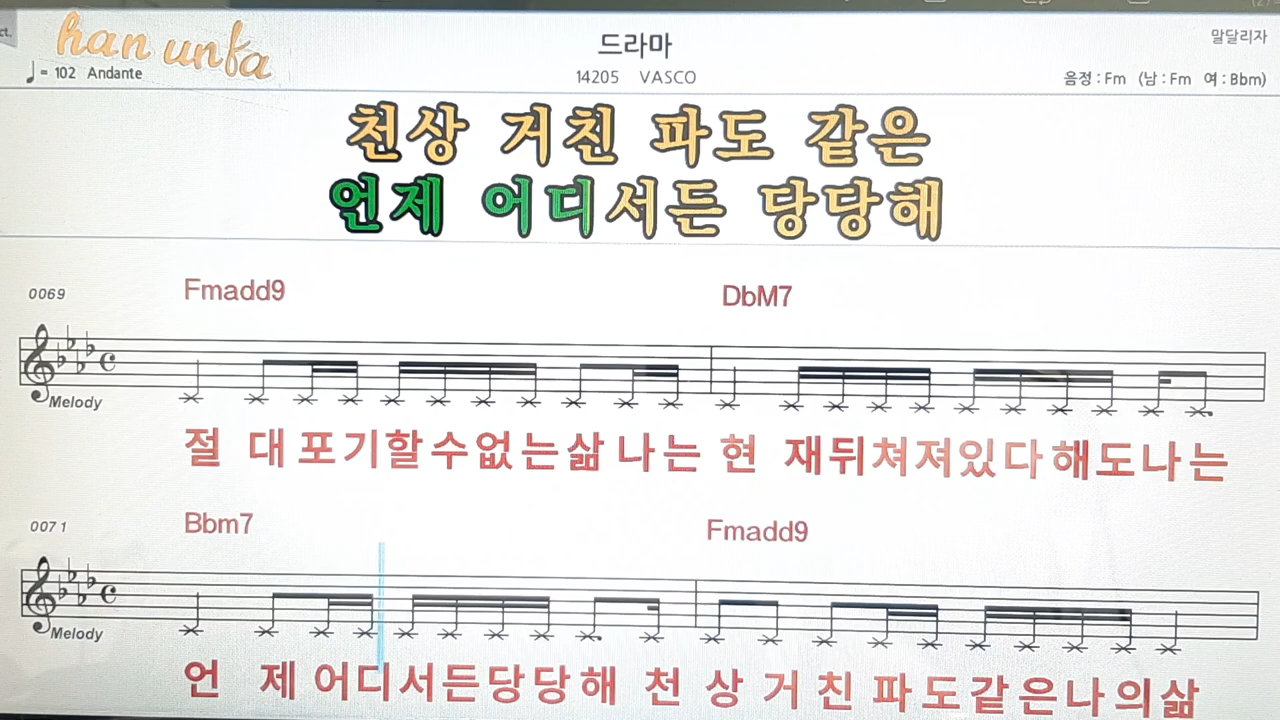 ct.
han unfa
드라마
말달리자
♩ = 102 Andante
14205 VASCO
음정 : Fm (남 : Fm 여 : Bbm)
천상 거친 파도 같은
언제 어디서든 당당해
0069 Fmadd9 DbM7
Melody
절 대 포기할수없는삶 나는 현 재뒤쳐져있다해도나는
0071 Bbm7 Fmadd9
Melody
언 제 어디서든당당해 천 상 거 친 파도같은나의삶